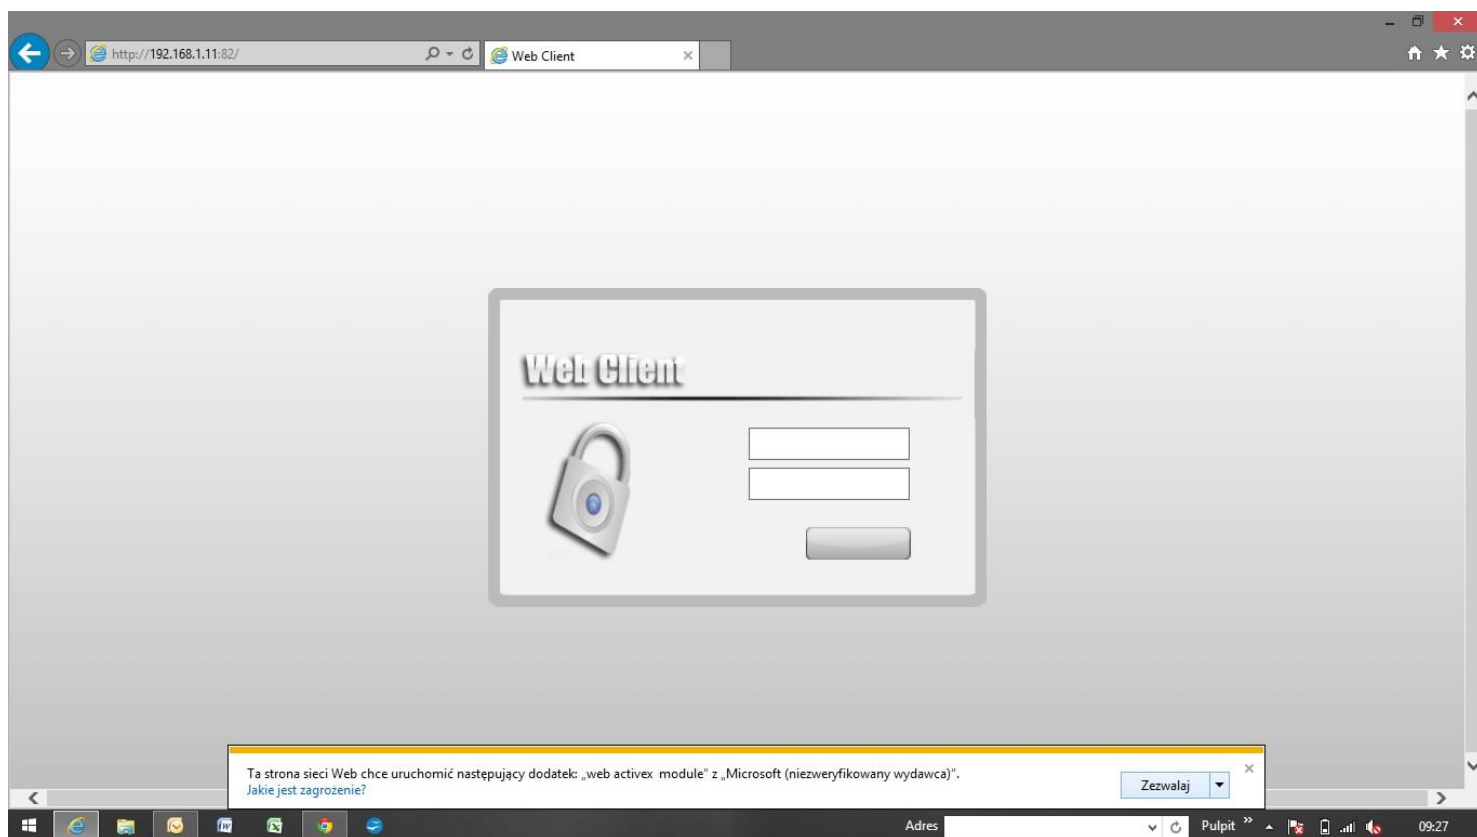 http://192.168.1.11:82/
Web Client
Web Client
Ta strona sieci Web chce uruchomić następujący dodatek: „web activex module” z „Microsoft (niezweryfikowany wydawca)”.
Jakie jest zagrożenie?
Zezwalaj
Adres
Pulpit
09:27